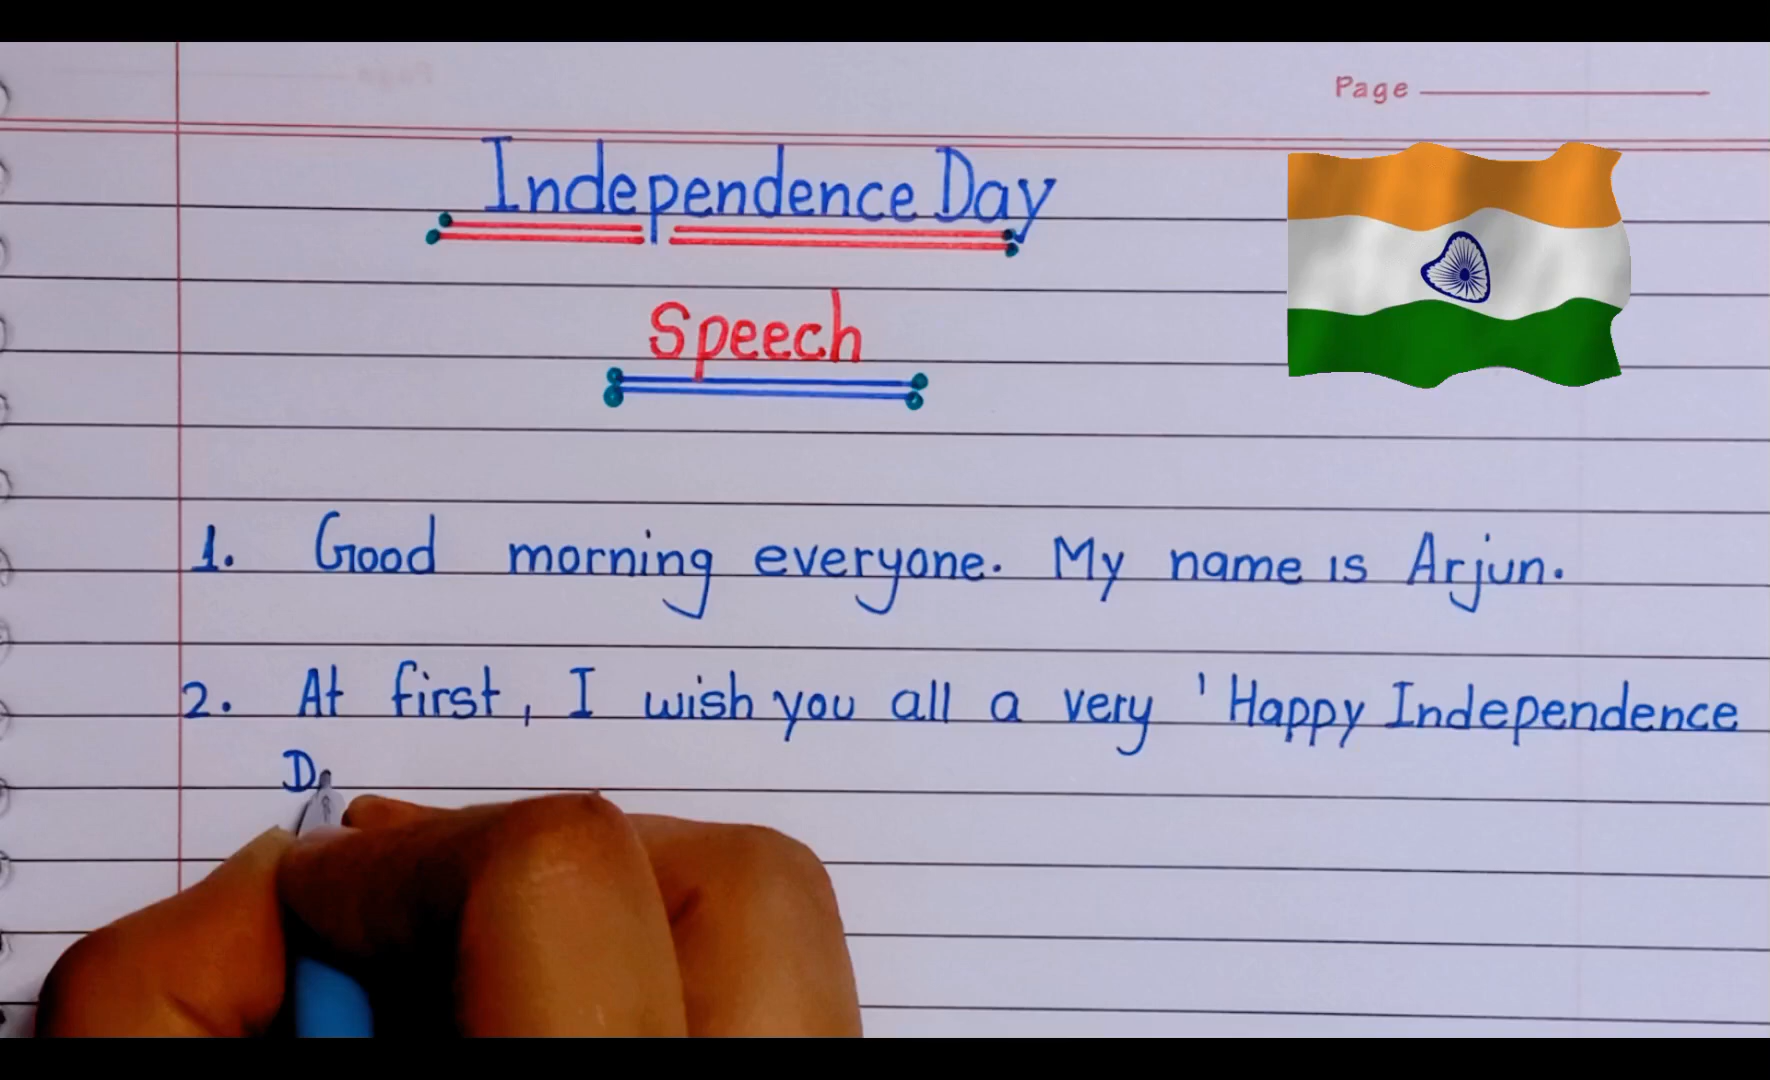 Page
Independence Day
Speech
1. Good morning everyone. My name is Arjun.
2. At first, I wish you all a very 'Happy Independence